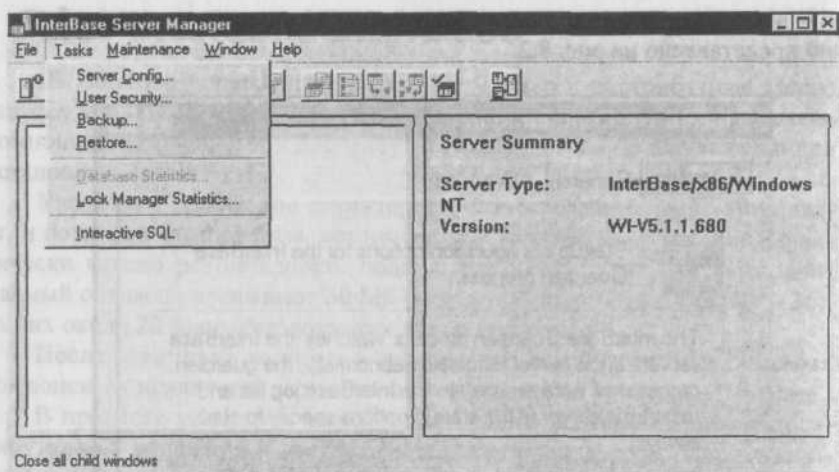 InterBase Server Manager
File Tasks Maintenance Window Help
Server Config...
User Security...
Backup...
Restore...
Database Statistics...
Lock Manager Statistics...
Interactive SQL
Server Summary
Server Type: InterBase/x86/Windows
NT
Version: WI-V5.1.1.680
Close all child windows